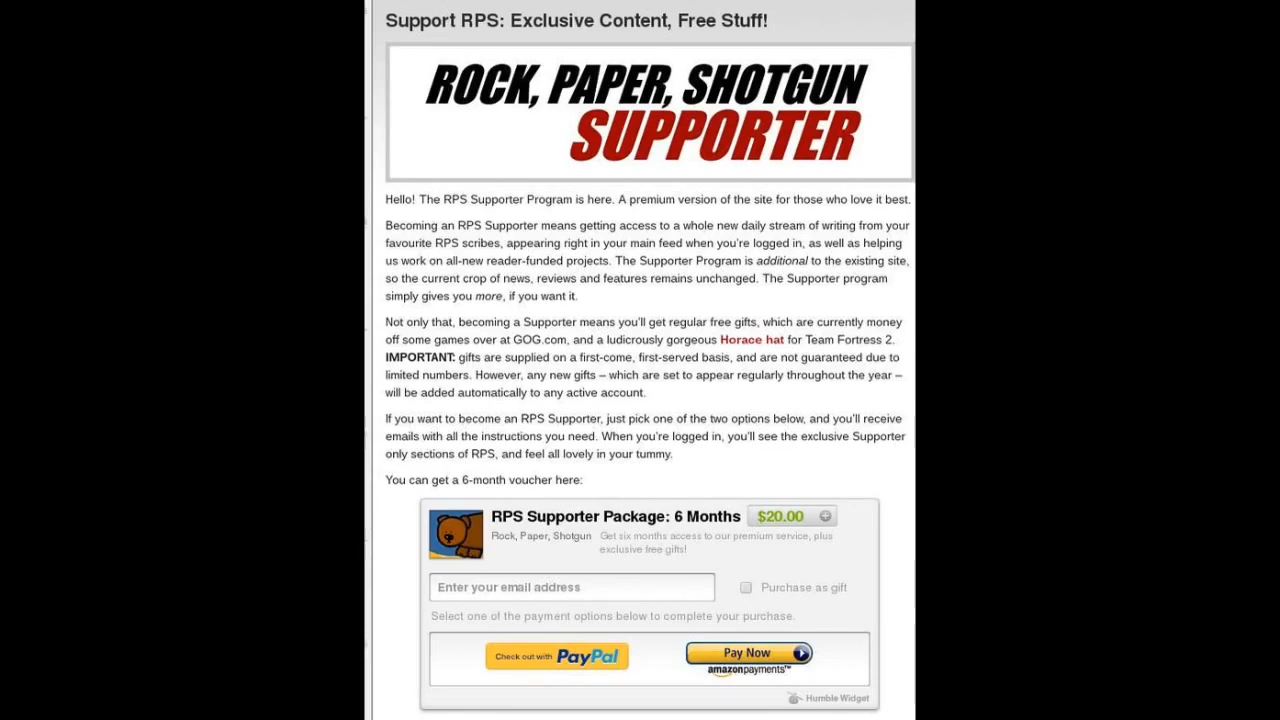 Support RPS: Exclusive Content, Free Stuff!
ROCK, PAPER, SHOTGUN
SUPPORTER
Hello! The RPS Supporter Program is here. A premium version of the site for those who love it best.
Becoming an RPS Supporter means getting access to a whole new daily stream of writing from your
favourite RPS scribes, appearing right in your main feed when you're logged in, as well as helping
us work on all-new reader-funded projects. The Supporter Program is additional to the existing site,
so the current crop of news, reviews and features remains unchanged. The Supporter program
simply gives you more, if you want it.
Not only that, becoming a Supporter means you'll get regular free gifts, which are currently money
off some games over at GOG.com, and a ludicrously gorgeous Horace hat for Team Fortress 2.
IMPORTANT: gifts are supplied on a first-come, first-served basis, and are not guaranteed due to
limited numbers. However, any new gifts – which are set to appear regularly throughout the year –
will be added automatically to any active account.
If you want to become an RPS Supporter, just pick one of the two options below, and you'll receive
emails with all the instructions you need. When you're logged in, you'll see the exclusive Supporter
only sections of RPS, and feel all lovely in your tummy.
You can get a 6-month voucher here:
RPS Supporter Package: 6 Months $20.00
Rock, Paper, Shotgun Get six months access to our premium service, plus
exclusive free gifts!
Enter your email address Purchase as gift
Select one of the payment options below to complete your purchase.
Check out with PayPal Pay Now
amazonpayments™
Humble Widget